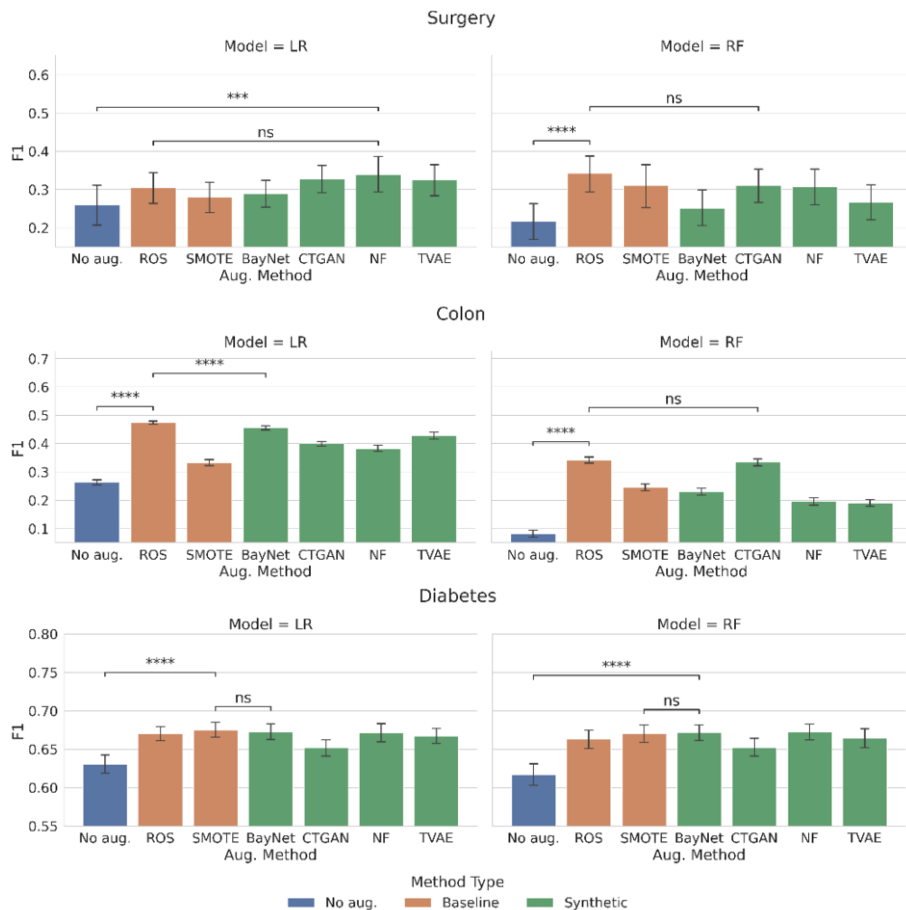 Surgery
Model = LR
Model = RF
0.6
0.5
0.4
0.3
0.2
F1
***
ns
ns
****
No aug. ROS SMOTE BayNet CTGAN NF TVAE
Aug. Method
No aug. ROS SMOTE BayNet CTGAN NF TVAE
Aug. Method
Colon
Model = LR
Model = RF
0.7
0.6
0.5
0.4
0.3
0.2
0.1
F1
****
****
ns
****
No aug. ROS SMOTE BayNet CTGAN NF TVAE
Aug. Method
No aug. ROS SMOTE BayNet CTGAN NF TVAE
Aug. Method
Diabetes
Model = LR
Model = RF
0.80
0.75
0.70
0.65
0.60
0.55
F1
****
ns
****
ns
No aug. ROS SMOTE BayNet CTGAN NF TVAE
Aug. Method
No aug. ROS SMOTE BayNet CTGAN NF TVAE
Aug. Method
Method Type
No aug. Baseline Synthetic